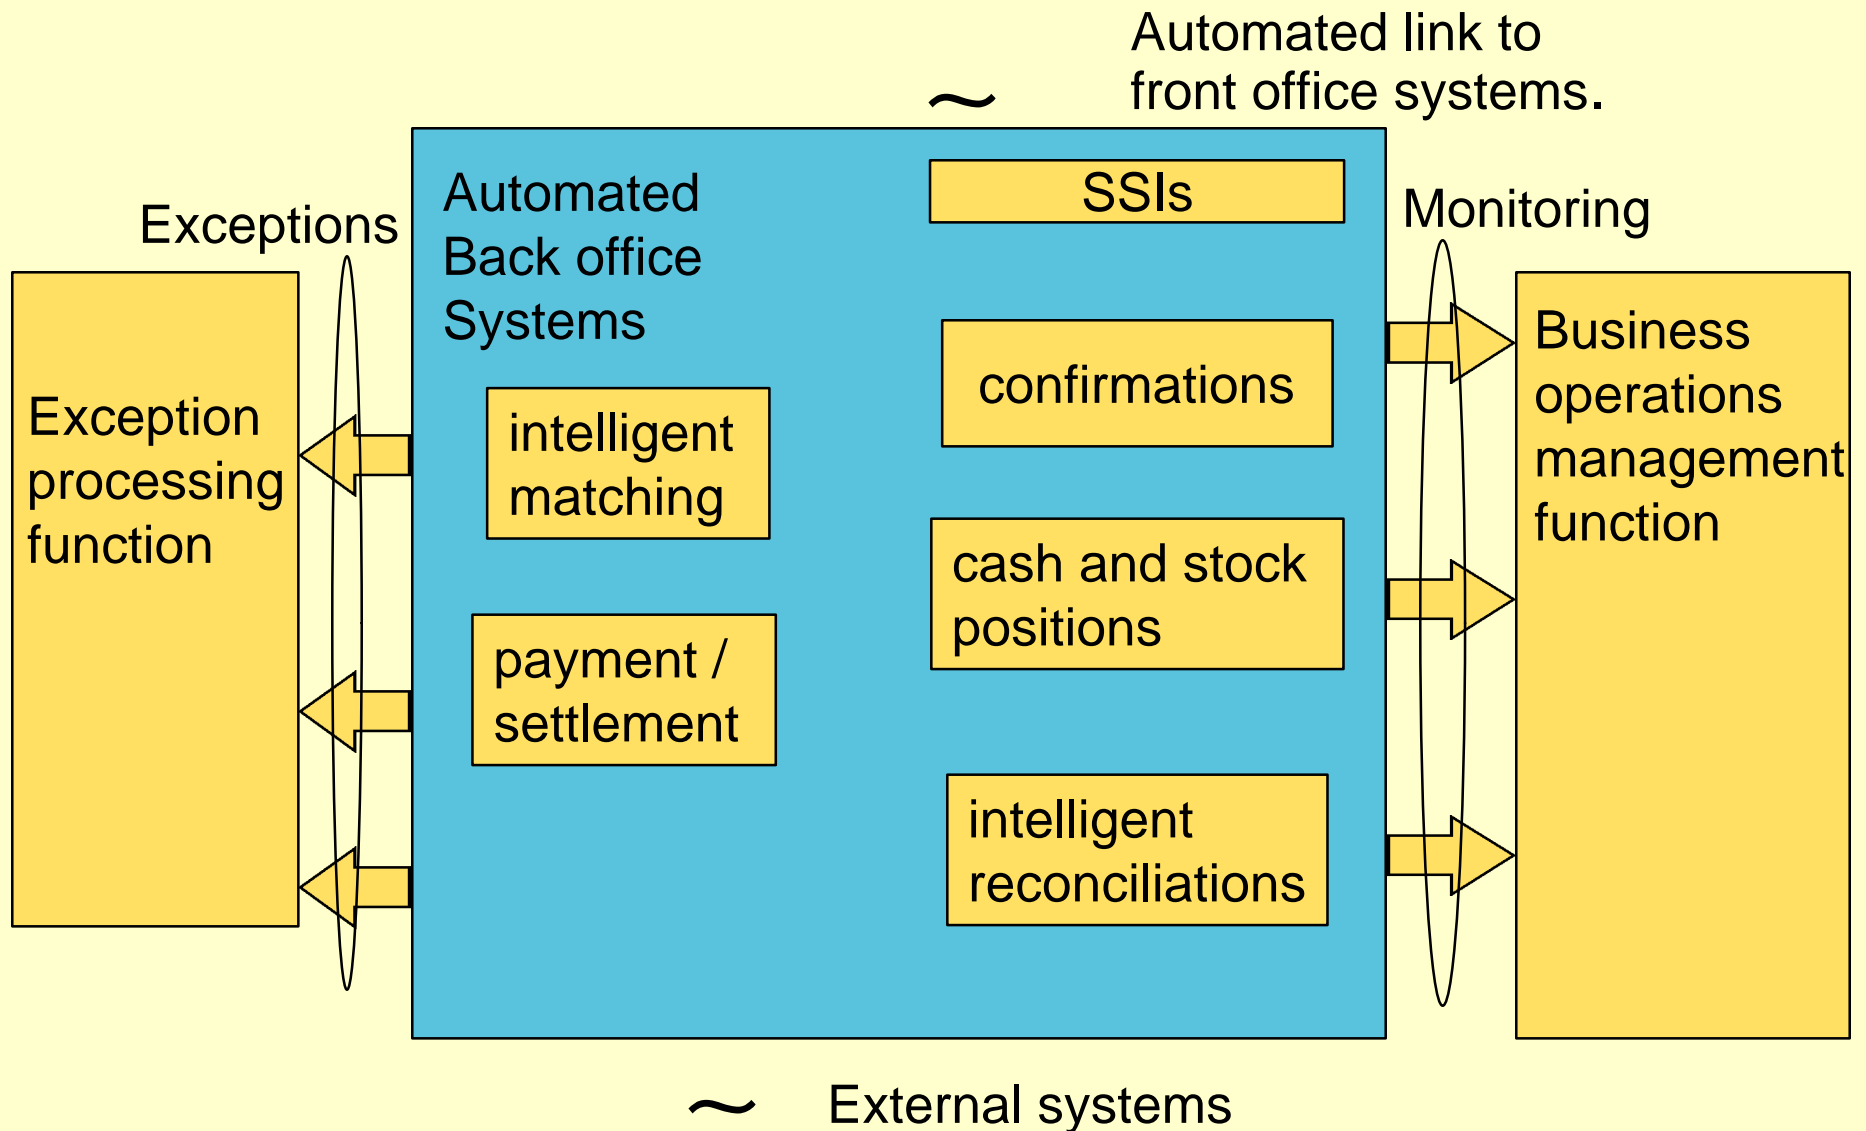 Automated link to
front office systems.
Exceptions
Automated
Back office
Systems
SSIs
Monitoring
Exception
processing
function
intelligent
matching
confirmations
Business
operations
management
function
payment /
settlement
cash and stock
positions
intelligent
reconciliations
~ External systems